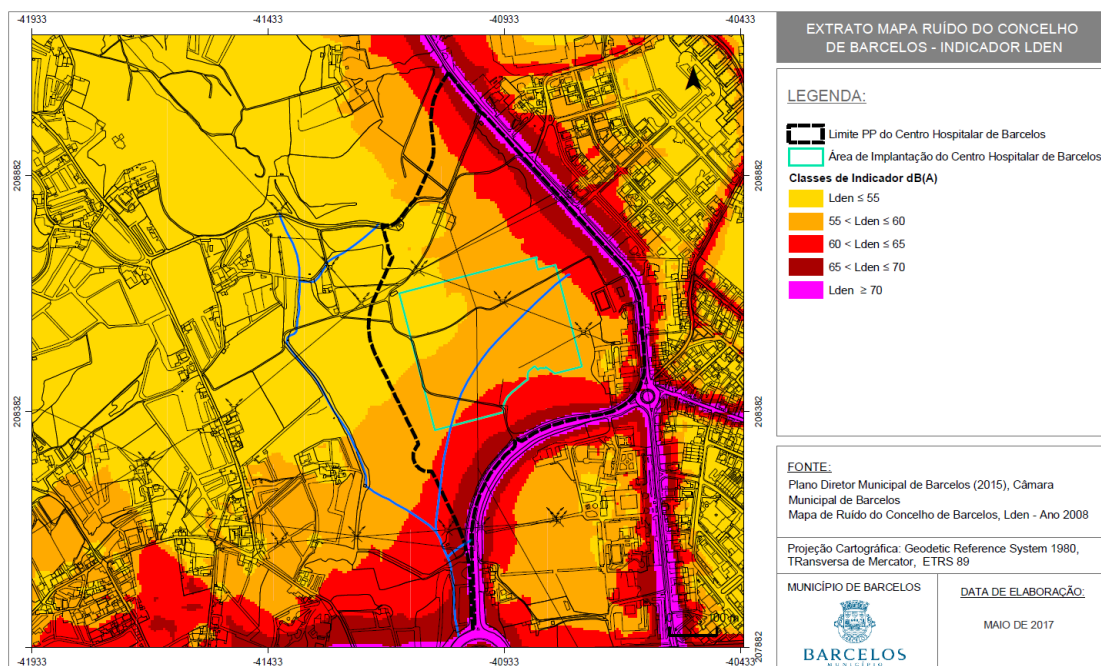 -41933
-41433
-40933
-40433
208882
208882
208382
208382
207882
-41933
-41433
-40933
-40433
100 m
EXTRATO MAPA RUÍDO DO CONCELHO
DE BARCELOS - INDICADOR LDEN
LEGENDA:
Limite PP do Centro Hospitalar de Barcelos
Área de Implantação do Centro Hospitalar de Barcelos
Classes de Indicador dB(A)
Lden ≤ 55
55 < Lden ≤ 60
60 < Lden ≤ 65
65 < Lden ≤ 70
Lden ≥ 70
FONTE:
Plano Diretor Municipal de Barcelos (2015), Câmara
Municipal de Barcelos
Mapa de Ruído do Concelho de Barcelos, Lden - Ano 2008
Projeção Cartográfica: Geodetic Reference System 1980,
TRansversa de Mercator, ETRS 89
MUNICÍPIO DE BARCELOS
BARCELOS
MUNICÍPIO
DATA DE ELABORAÇÃO:
MAIO DE 2017